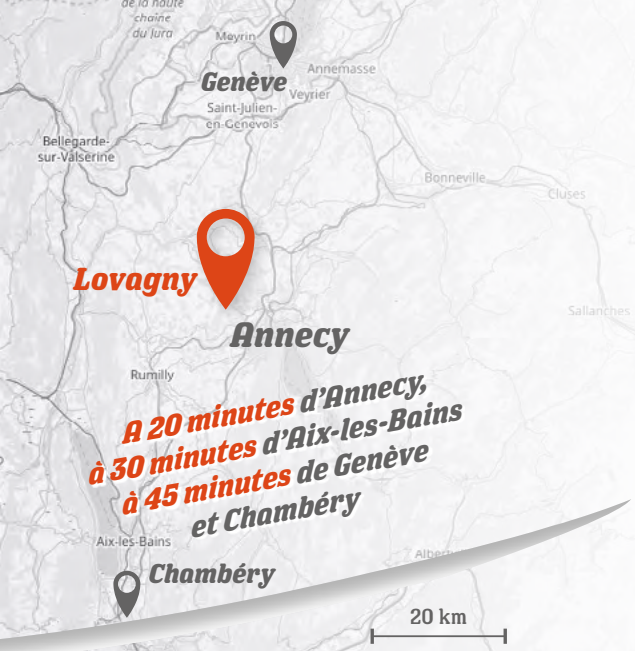 de la haute
chaîne
du Jura
Meyrin
Genève
Annemasse
Veyrier
Saint-Julien-
en-Genevois
Bellegarde-
sur-Valserine
Bonneville
Cluses
Lovagny
Sallanches
Annecy
Rumilly
A 20 minutes d'Annecy,
à 30 minutes d'Aix-les-Bains
à 45 minutes de Genève
et Chambéry
Aix-les-Bains
Chambéry
20 km